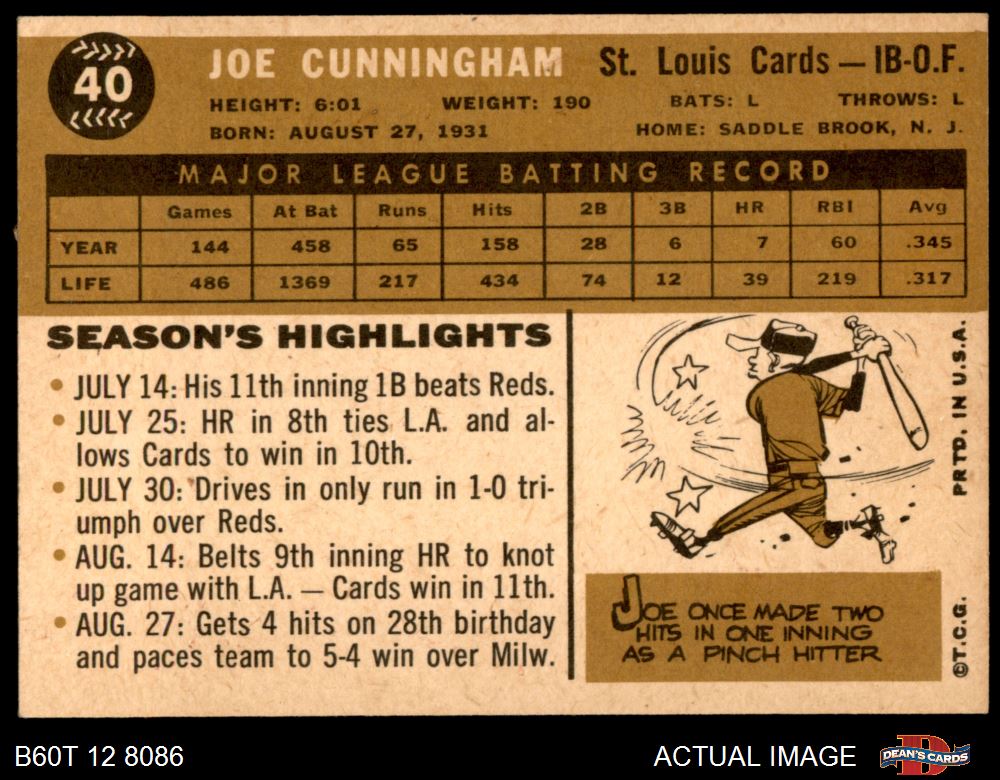 40
JOE CUNNINGHAM St. Louis Cards — IB-O.F.
HEIGHT: 6:01 WEIGHT: 190 BATS: L THROWS: L
BORN: AUGUST 27, 1931 HOME: SADDLE BROOK, N. J.
MAJOR LEAGUE BATTING RECORD
Games At Bat Runs Hits 2B 3B HR RBI Avg
YEAR 144 458 65 158 28 6 7 60 .345
LIFE 486 1369 217 434 74 12 39 219 .317
SEASON'S HIGHLIGHTS
• JULY 14: His 11th inning 1B beats Reds.
• JULY 25: HR in 8th ties L.A. and al-
lows Cards to win in 10th.
• JULY 30: Drives in only run in 1-0 tri-
umph over Reds.
• AUG. 14: Belts 9th inning HR to knot
up game with L.A. — Cards win in 11th.
• AUG. 27: Gets 4 hits on 28th birthday
and paces team to 5-4 win over Milw.
JOE ONCE MADE TWO
HITS IN ONE INNING
AS A PINCH HITTER
©T.C.G. PRTD. IN U.S.A.
B60T 12 8086 ACTUAL IMAGE DEAN'S CARDS